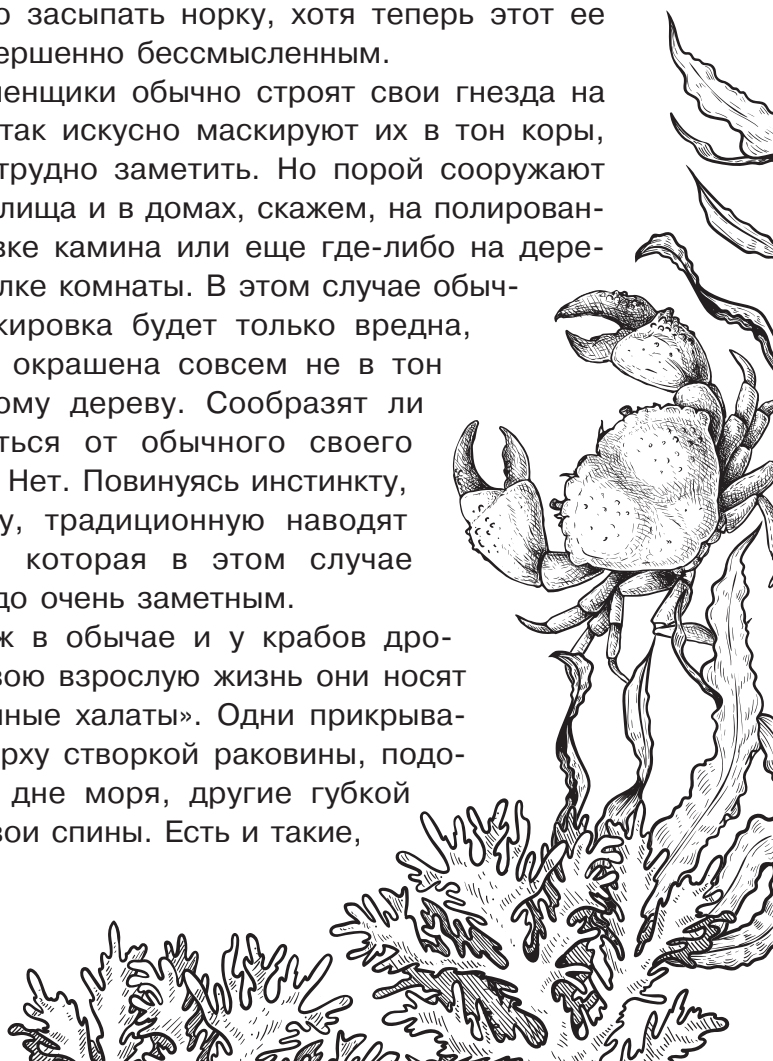 о засыпать норку, хотя теперь этот ее
ершенно бессмысленным.
енщики обычно строят свои гнезда на
так искусно маскируют их в тон коры,
трудно заметить. Но порой сооружают
лища и в домах, скажем, на полирован-
вке камина или еще где-либо на дере-
лке комнаты. В этом случае обыч-
кировка будет только вредна,
окрашена совсем не в тон
ому дереву. Сообразят ли
ться от обычного своего
Нет. Повинуясь инстинкту,
у, традиционную наводят
которая в этом случае
до очень заметным.
ж в обычае и у крабов дро-
вою взрослую жизнь они носят
нные халаты». Одни прикрыва-
рху створкой раковины, подо-
дне моря, другие губкой
вои спины. Есть и такие,